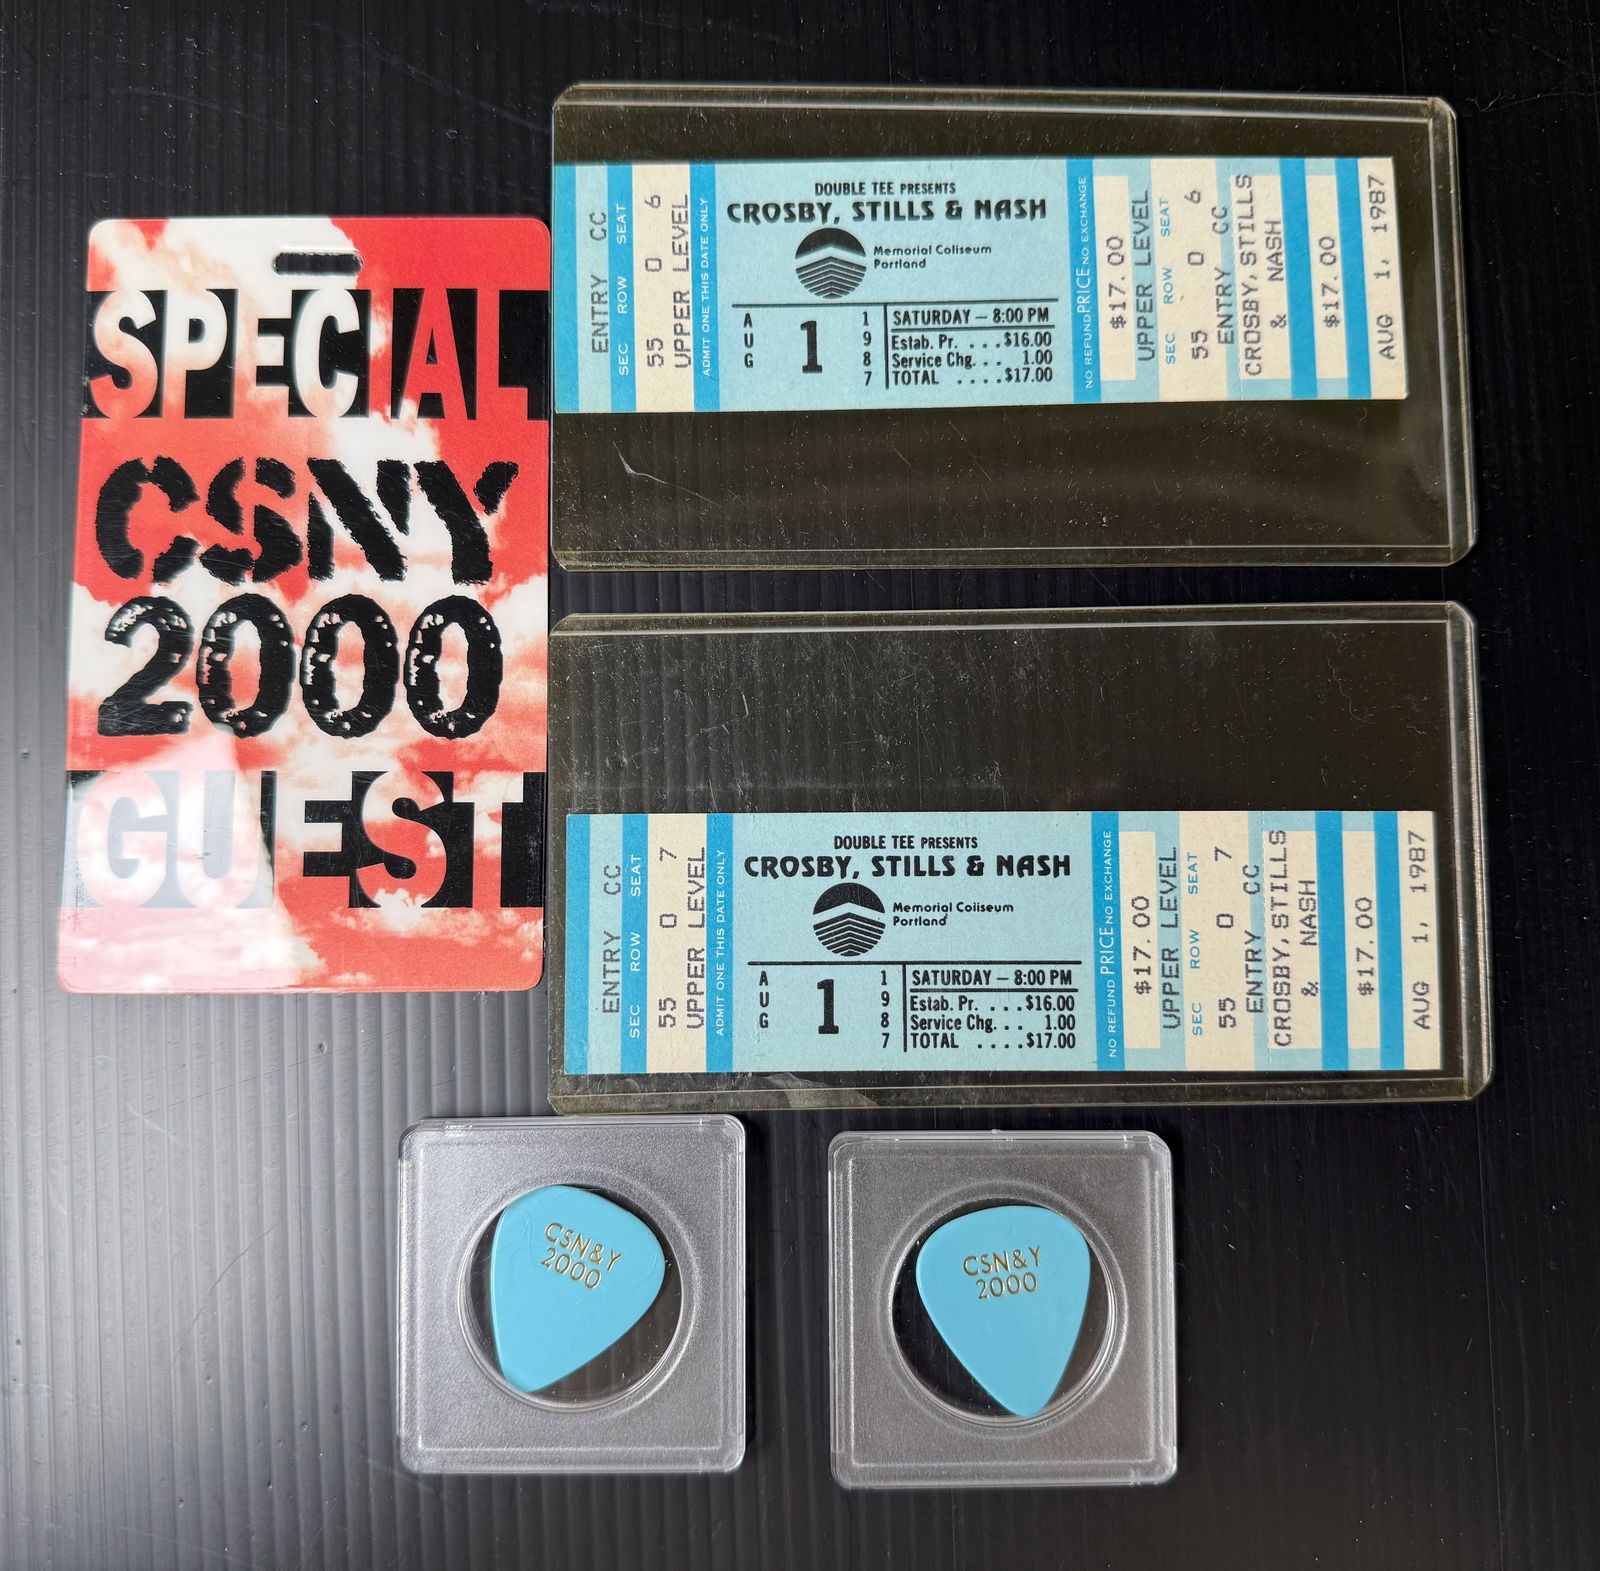 SPECIAL
CSNY
2000
GUEST
ENTRY CC
SEC ROW SEAT
55 0 6
UPPER LEVEL
ADMIT ONE THIS DATE ONLY
DOUBLE TEE PRESENTS
CROSBY, STILLS & NASH
Memorial Coliseum
Portland
AUG 1 1987
SATURDAY — 8:00 PM
Estab. Pr. ....$16.00
Service Chg. ... 1.00
TOTAL ....$17.00
NO REFUND PRICE NO EXCHANGE
$17.00
UPPER LEVEL
SEC ROW SEAT
55 0 6
ENTRY CC
CROSBY, STILLS
&
NASH
$17.00
AUG 1, 1987
ENTRY CC
SEC ROW SEAT
55 0 7
UPPER LEVEL
ADMIT ONE THIS DATE ONLY
DOUBLE TEE PRESENTS
CROSBY, STILLS & NASH
Memorial Coliseum
Portland
AUG 1 1987
SATURDAY — 8:00 PM
Estab. Pr. ....$16.00
Service Chg. ... 1.00
TOTAL ....$17.00
NO REFUND PRICE NO EXCHANGE
$17.00
UPPER LEVEL
SEC ROW SEAT
55 0 7
ENTRY CC
CROSBY, STILLS
&
NASH
$17.00
AUG 1, 1987
CSN&Y
2000
CSN&Y
2000